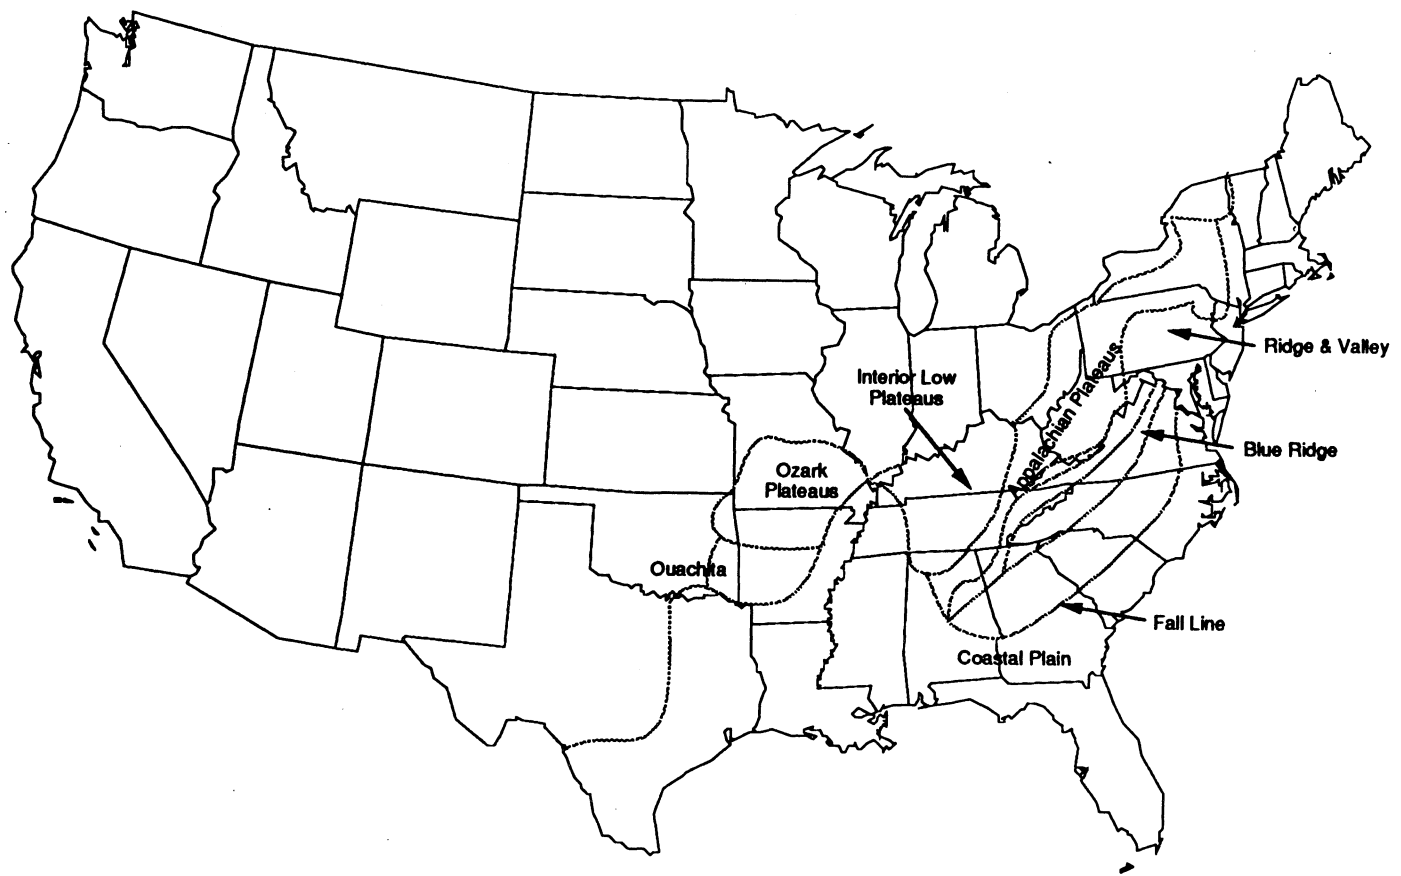 Ridge & Valley
Interior Low
Plateaus
Appalachian Plateaus
Blue Ridge
Ozark
Plateaus
Ouachita
Fall Line
Coastal Plain